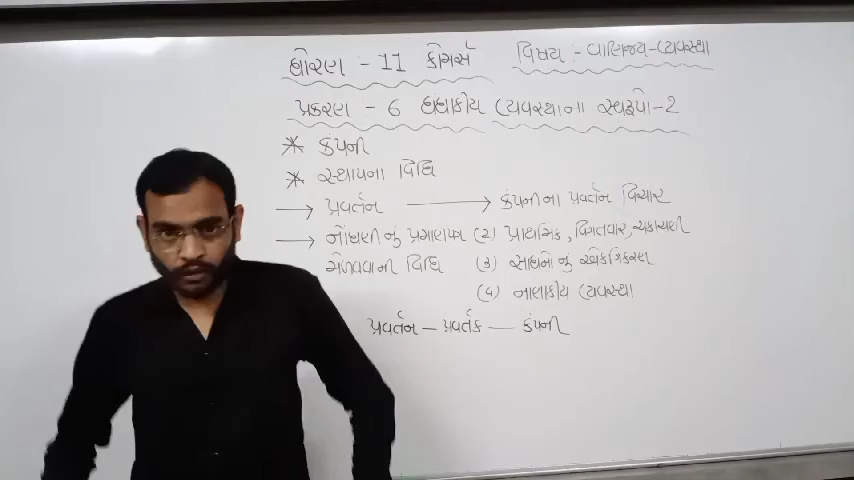 ધોરણ :- 11 કોમર્સ વિષય :- વાણિજ્ય-વ્યવસ્થા
પ્રકરણ - 6 ધંધાકીય વ્યવસ્થાના સ્વરૂપો-2
* કંપની
* સ્થાપના વિધિ
→ પ્રવર્તન → કંપનીના પ્રવર્તન વિચાર
→ નોંધણીનું પ્રમાણપત્ર (2) પ્રાથમિક, વિગતવાર, ચકાસણી
મેળવવાની વિધિ (3) સાધનોનું એકત્રિકરણ
(4) નાણાકીય વ્યવસ્થા
પ્રવર્તન - પ્રવર્તક - કંપની